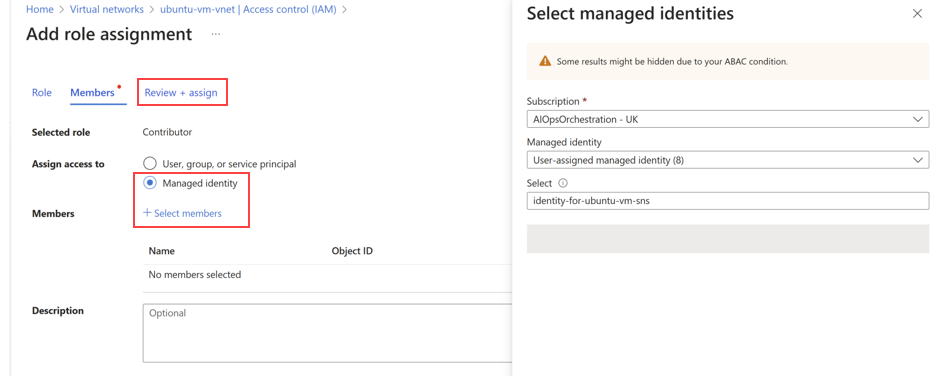 Home > Virtual networks > ubuntu-vm-vnet | Access control (IAM) >
Add role assignment ...
Role Members Review + assign
Selected role Contributor
Assign access to User, group, or service principal
Managed identity
Members + Select members
Name Object ID
No members selected
Description Optional
Select managed identities
Some results might be hidden due to your ABAC condition.
Subscription *
AIOpsOrchestration - UK
Managed identity
User-assigned managed identity (8)
Select
identity-for-ubuntu-vm-sns